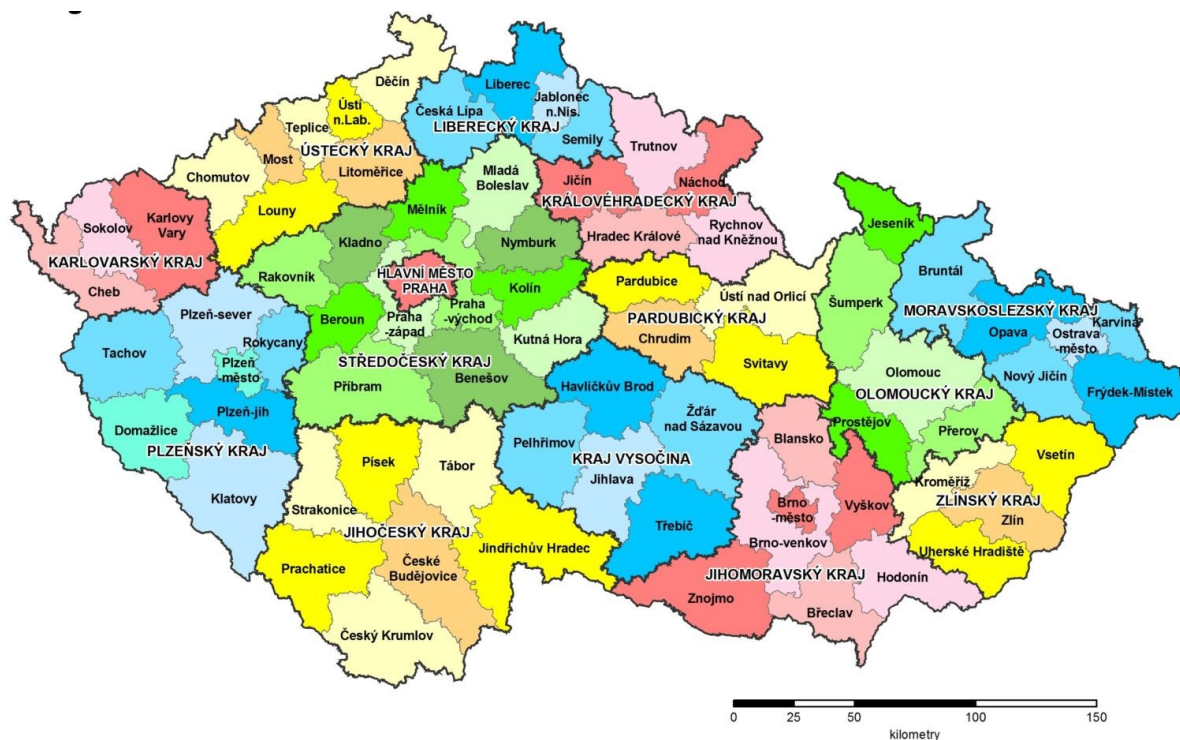 Děčín
Liberec
Ústí
n.Lab.
Česká Lípa
Jablonec
n.Nis.
Teplice
LIBERECKÝ KRAJ
Semily
Trutnov
ÚSTECKÝ KRAJ
Most
Litoměřice
Mladá
Boleslav
Chomutov
Jičín
Náchod
KRÁLOVÉHRADECKÝ KRAJ
Louny
Mělník
Karlovy
Vary
Sokolov
Rychnov
nad Kněžnou
Jeseník
Kladno
Nymburk
Hradec Králové
KARLOVARSKÝ KRAJ
Rakovník
HLAVNÍ MĚSTO
PRAHA
Bruntál
Cheb
Kolín
Pardubice
Ústí nad Orlicí
Šumperk
MORAVSKOSLEZSKÝ KRAJ
Plzeň-sever
Beroun
Praha
-západ
Praha
-východ
PARDUBICKÝ KRAJ
Opava
Karviná
Ostrava-
město
Rokycany
Kutná Hora
Chrudim
Tachov
Plzeň
-město
STŘEDOČESKÝ KRAJ
Svitavy
Olomouc
Nový Jičín
Příbram
Benešov
Havlíčkův Brod
OLOMOUCKÝ KRAJ
Frýdek-Místek
Plzeň-jih
Žďár
nad Sázavou
Prostějov
Domažlice
Přerov
PLZEŇSKÝ KRAJ
Písek
Tábor
Pelhřimov
KRAJ VYSOČINA
Blansko
Vsetín
Jihlava
Kroměříž
ZLÍNSKÝ KRAJ
Klatovy
Strakonice
Brno
-město
Vyškov
Zlín
JIHOČESKÝ KRAJ
Třebíč
Brno-venkov
Jindřichův Hradec
Uherské Hradiště
Prachatice
České
Budějovice
JIHOMORAVSKÝ KRAJ
Hodonín
Znojmo
Břeclav
Český Krumlov
0 25 50 100 150
kilometry